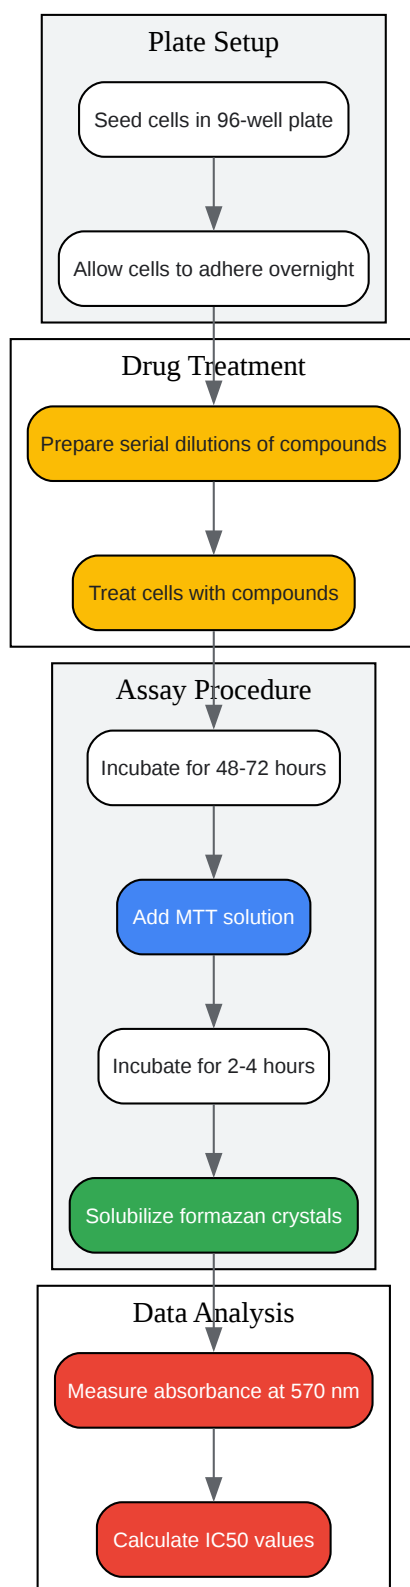 Plate Setup
Seed cells in 96-well plate
Allow cells to adhere overnight
Drug Treatment
Prepare serial dilutions of compounds
Treat cells with compounds
Assay Procedure
Incubate for 48-72 hours
Add MTT solution
Incubate for 2-4 hours
Solubilize formazan crystals
Data Analysis
Measure absorbance at 570 nm
Calculate IC50 values